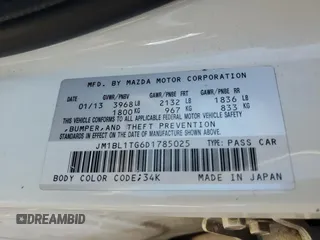 MFD. BY MAZDA MOTOR CORPORATION
DATE GVWR/PNBV GAWR/PNBE FRT GAWR/PNBE RR
01/13 3968 LB 2132 LB 1836 LB
1800 KG 967 KG 833 KG
THIS VEHICLE CONFORMS TO ALL APPLICABLE FEDERAL MOTOR VEHICLE SAFETY
, BUMPER, AND THEFT PREVENTION
STANDARDS IN EFFECT ON THE DATE OF MANUFACTURE SHOWN ABOVE.
JM1BL1TG6D1785025 TYPE: PASS CAR
BODY COLOR CODE; 34K MADE IN JAPAN
DREAMBID